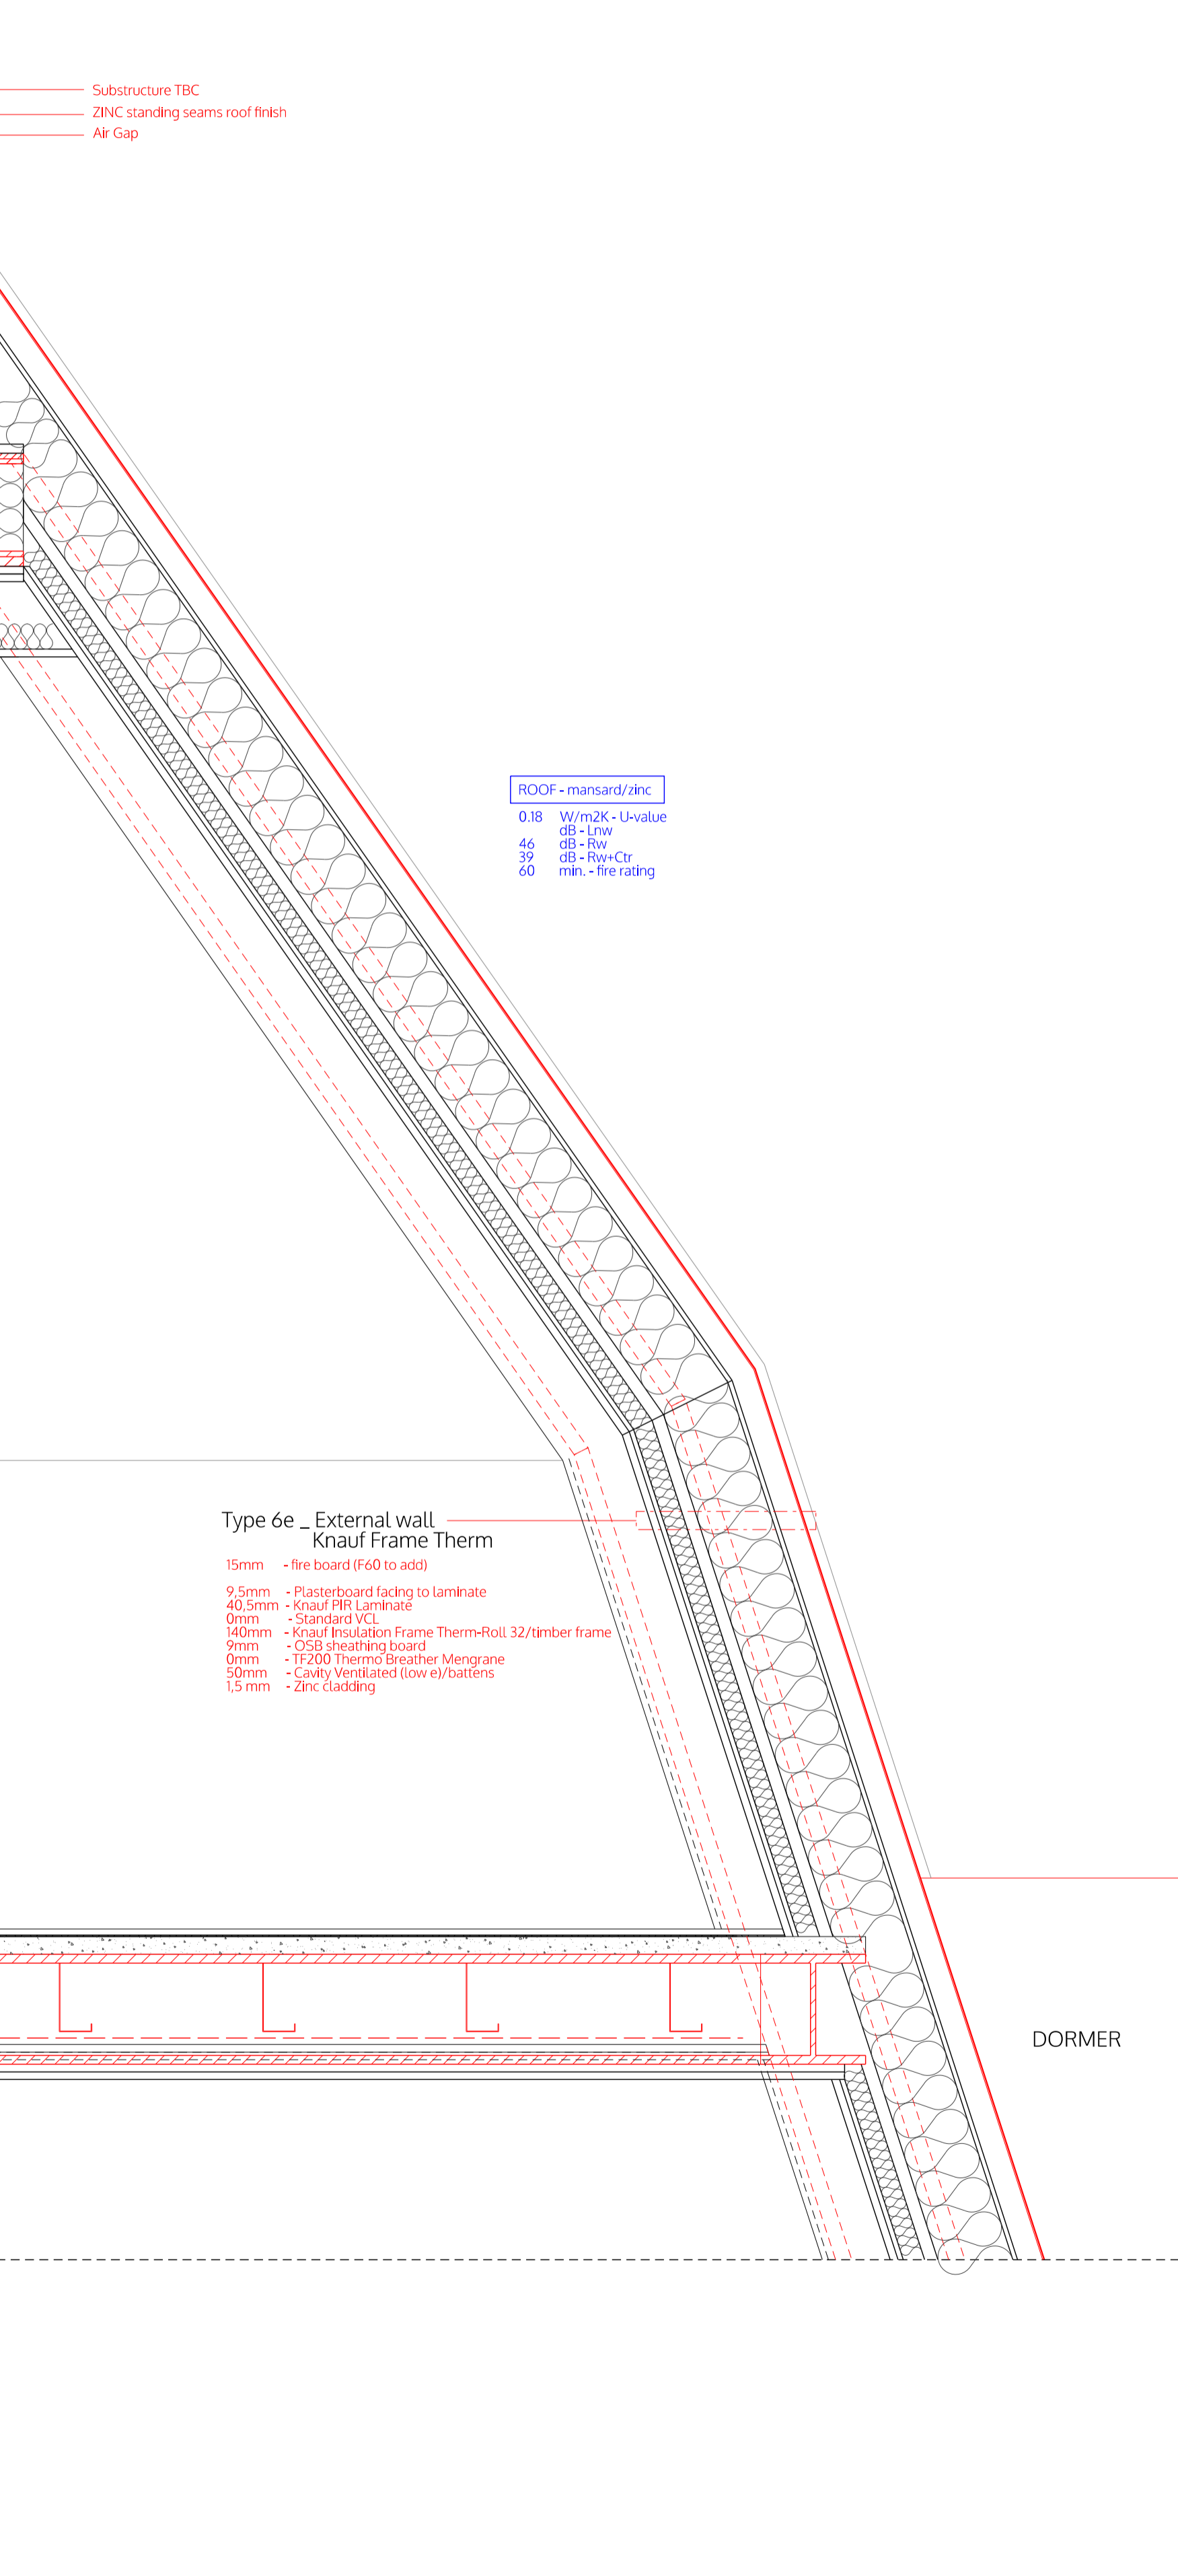 Substructure TBC
ZINC standing seams roof finish
Air Gap
ROOF - mansard/zinc
0.18 W/m2K - U-value
dB - Lnw
46 dB - Rw
39 dB - Rw+Ctr
60 min. - fire rating
Type 6e _ External wall
Knauf Frame Therm
15mm - fire board (F60 to add)
9,5mm - Plasterboard facing to laminate
40,5mm - Knauf PIR Laminate
0mm - Standard VCL
140mm - Knauf Insulation Frame Therm-Roll 32/timber frame
9mm - OSB sheathing board
0mm - TF200 Thermo Breather Mengrane
50mm - Cavity Ventilated (low e)/battens
1,5 mm - Zinc cladding
DORMER